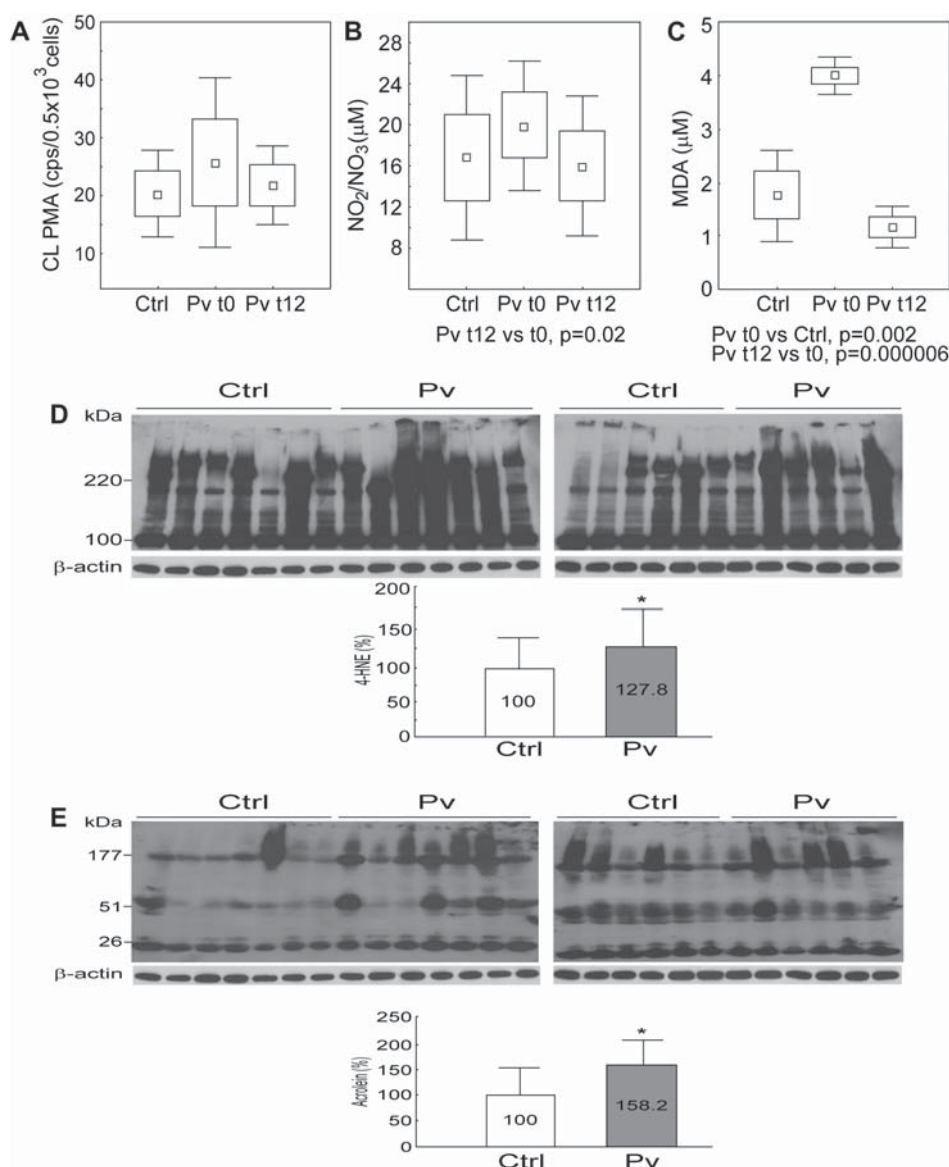 A
CL PMA (cps/0.5x10³cells)
50
40
30
20
10
Ctrl Pv t0 Pv t12
B
NO₂/NO₃(μM)
28
24
20
16
12
8
Ctrl Pv t0 Pv t12
Pv t12 vs t0, p=0.02
C
MDA (μM)
5
4
3
2
1
0
Ctrl Pv t0 Pv t12
Pv t0 vs Ctrl, p=0.002
Pv t12 vs t0, p=0.000006
D
kDa
Ctrl Pv Ctrl Pv
220
100
β-actin
4-HNE (%)
200
150
100
50
0
100
*
127.8
Ctrl Pv
E
kDa
Ctrl Pv Ctrl Pv
177
51
26
β-actin
Acrolein (%)
250
200
150
100
50
0
100
*
158.2
Ctrl Pv